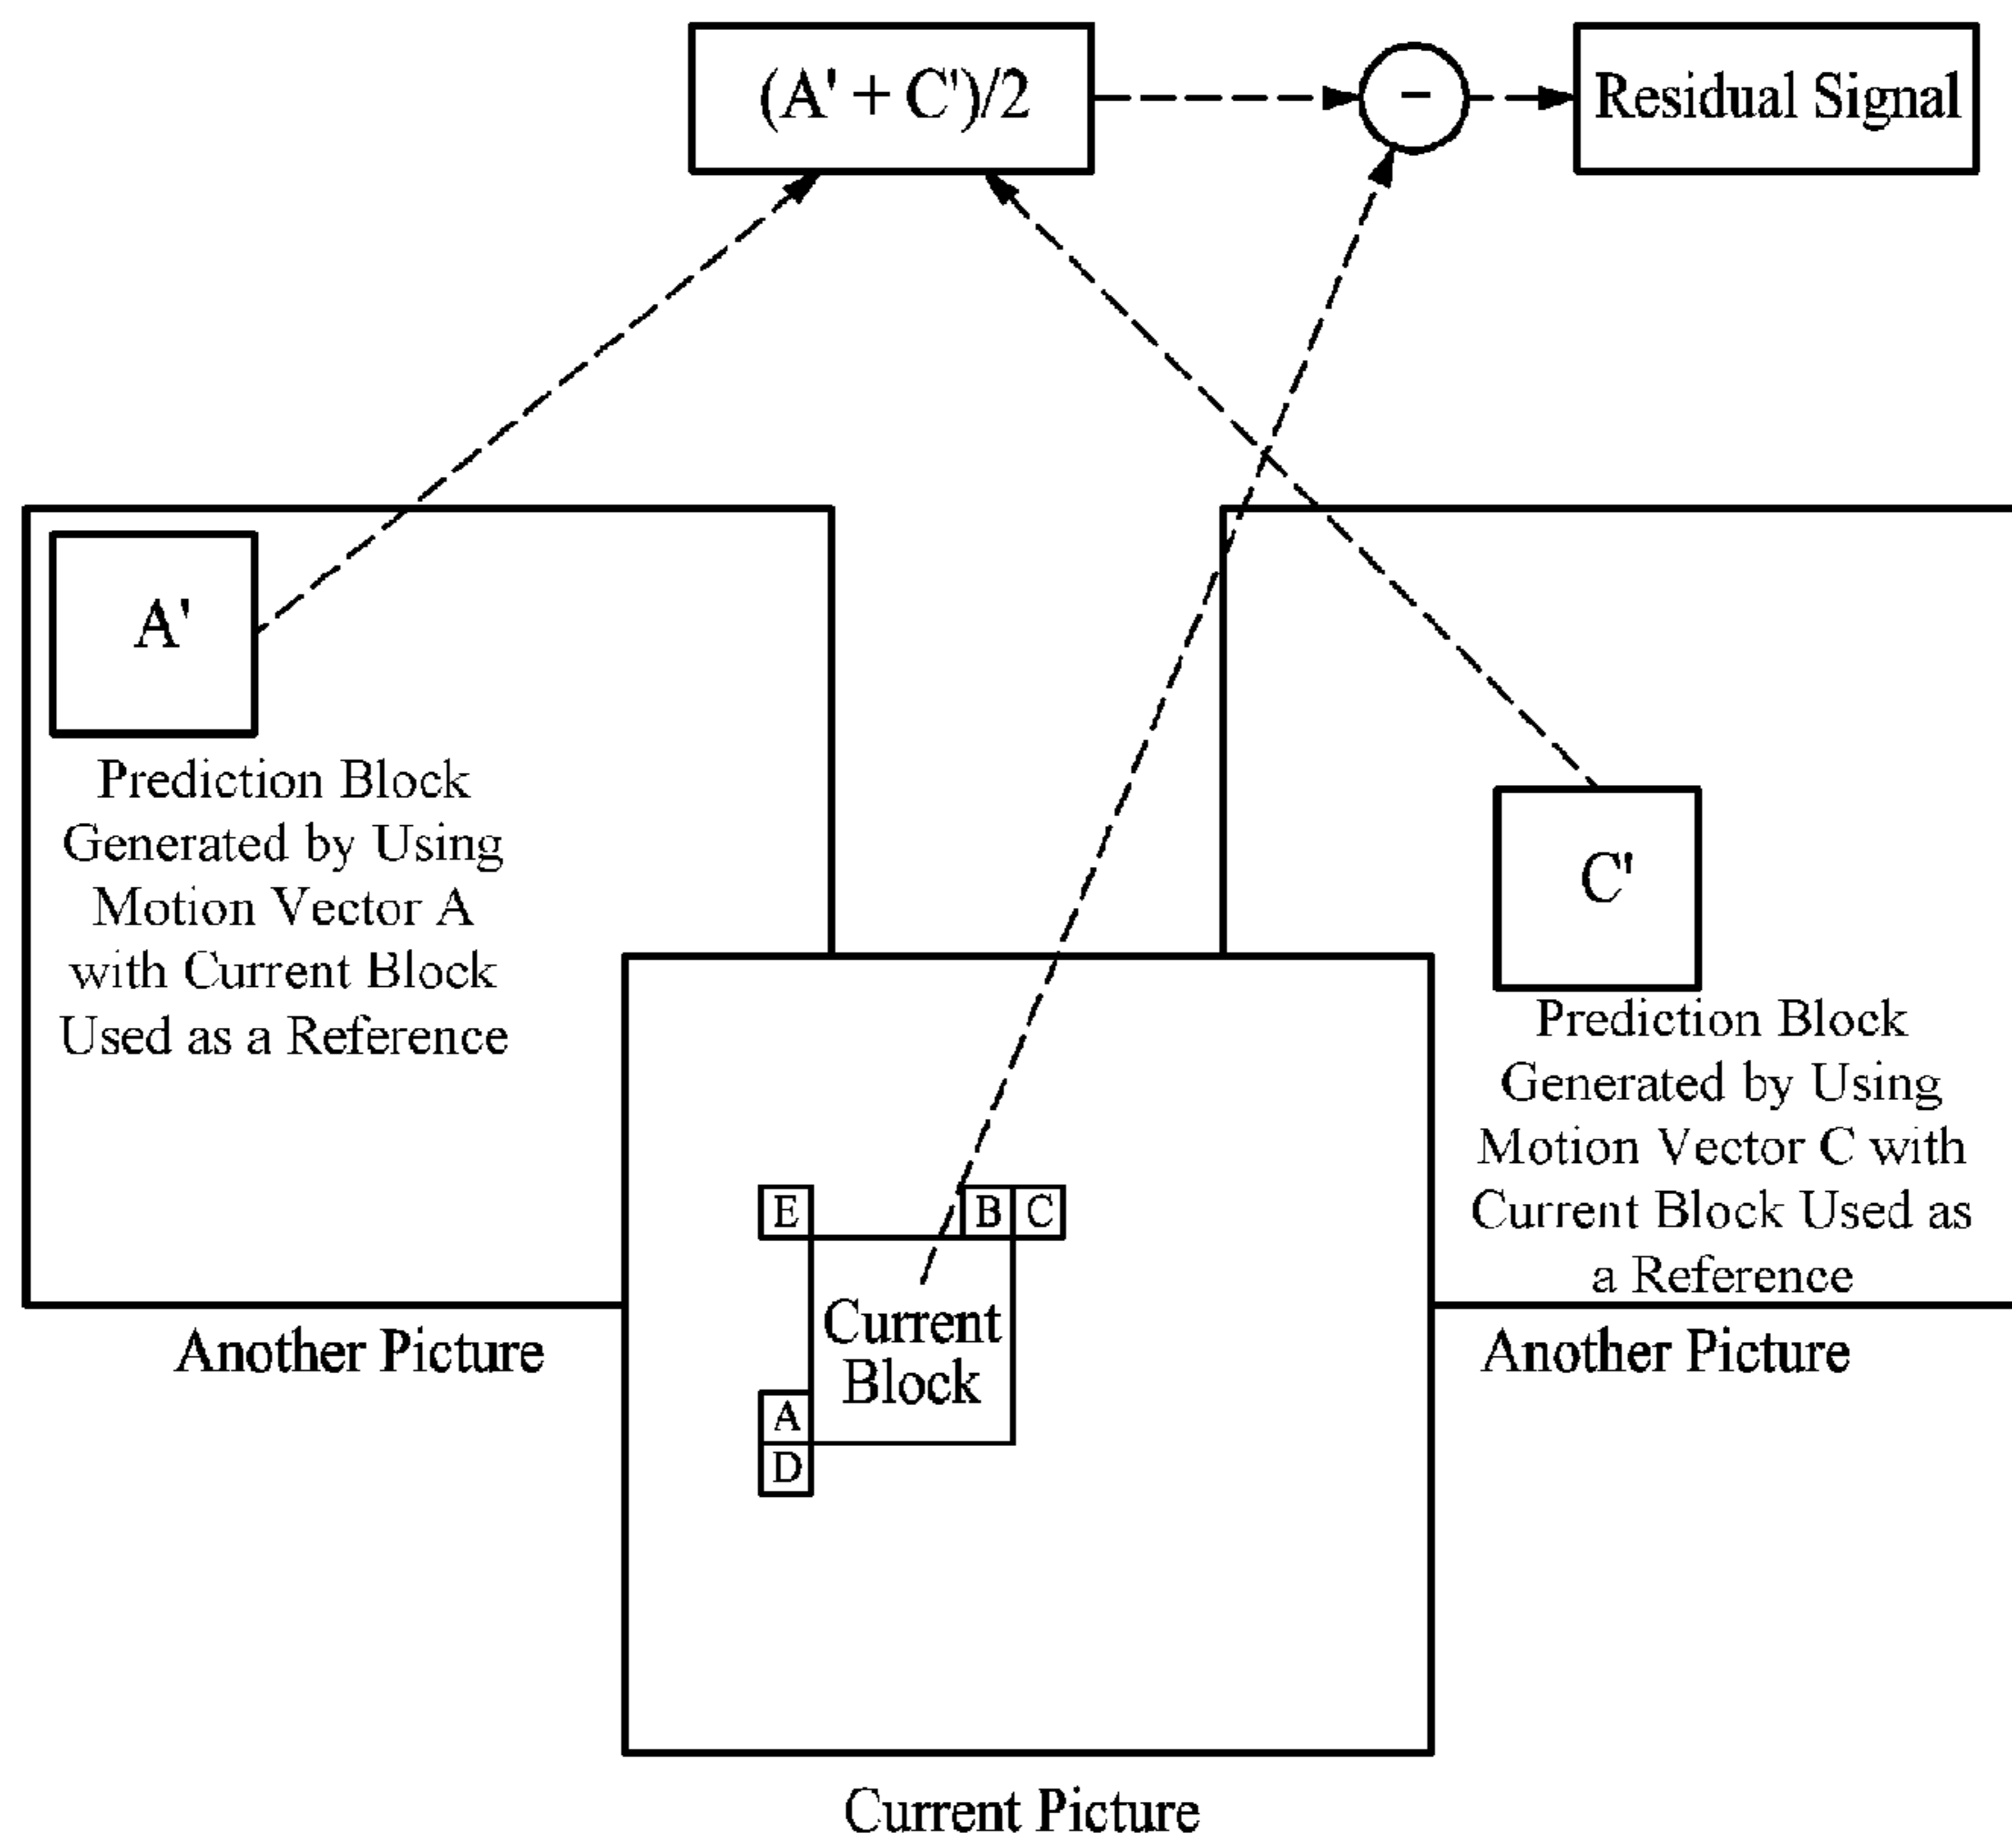 (A' + C')/2
-
Residual Signal
A'
Prediction Block
Generated by Using
Motion Vector A
with Current Block
Used as a Reference
C'
Prediction Block
Generated by Using
Motion Vector C with
Current Block Used as
a Reference
E
B
C
Current
Block
A
D
Another Picture
Another Picture
Current Picture